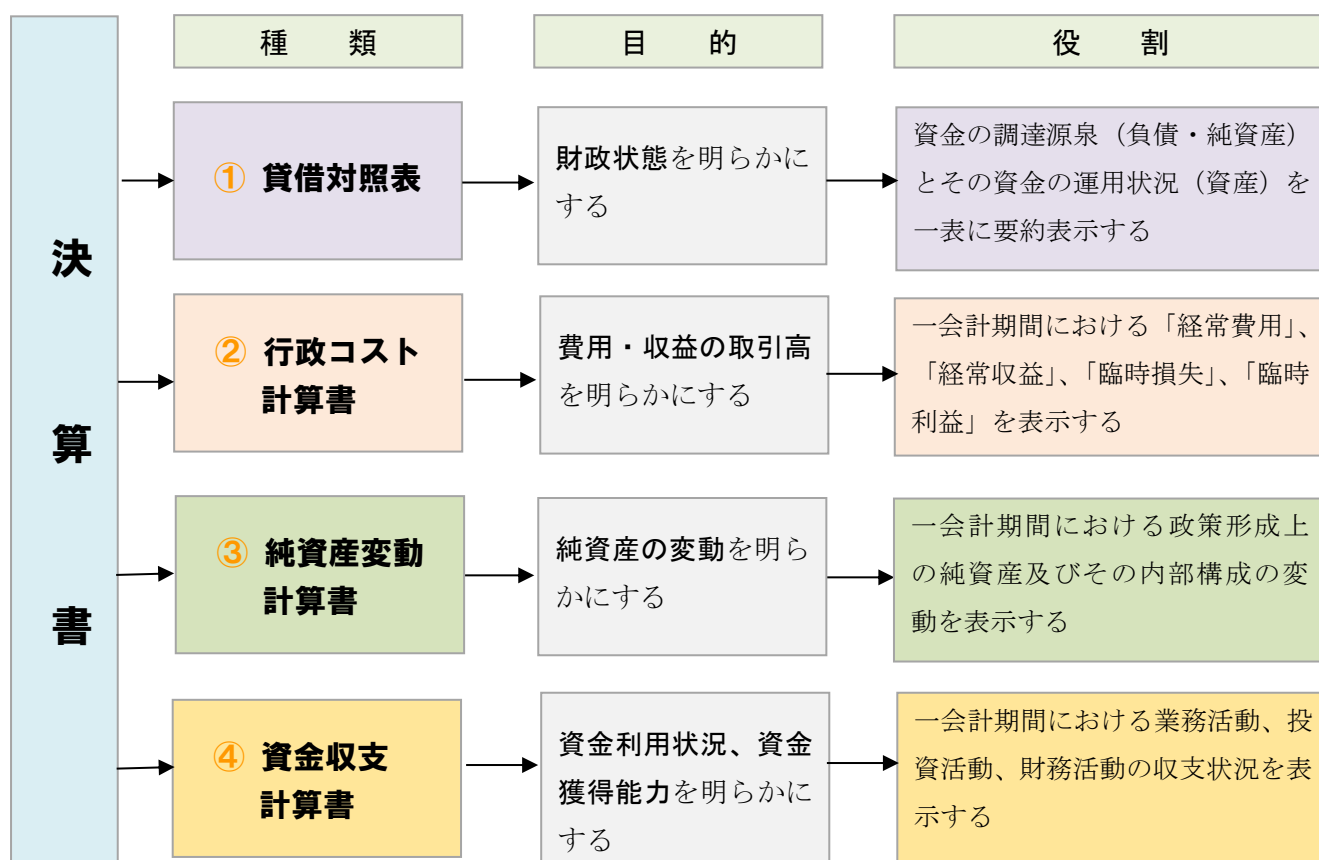 決算書
種類
目的
役割
① 貸借対照表
財政状態を明らかに
する
資金の調達源泉（負債・純資産）
とその資金の運用状況（資産）を
一表に要約表示する
② 行政コスト
計算書
費用・収益の取引高
を明らかにする
一会計期間における「経常費用」、
「経常収益」、「臨時損失」、「臨時
利益」を表示する
③ 純資産変動
計算書
純資産の変動を明ら
かにする
一会計期間における政策形成上
の純資産及びその内部構成の変
動を表示する
④ 資金収支
計算書
資金利用状況、資金
獲得能力を明らかに
する
一会計期間における業務活動、投
資活動、財務活動の収支状況を表
示する